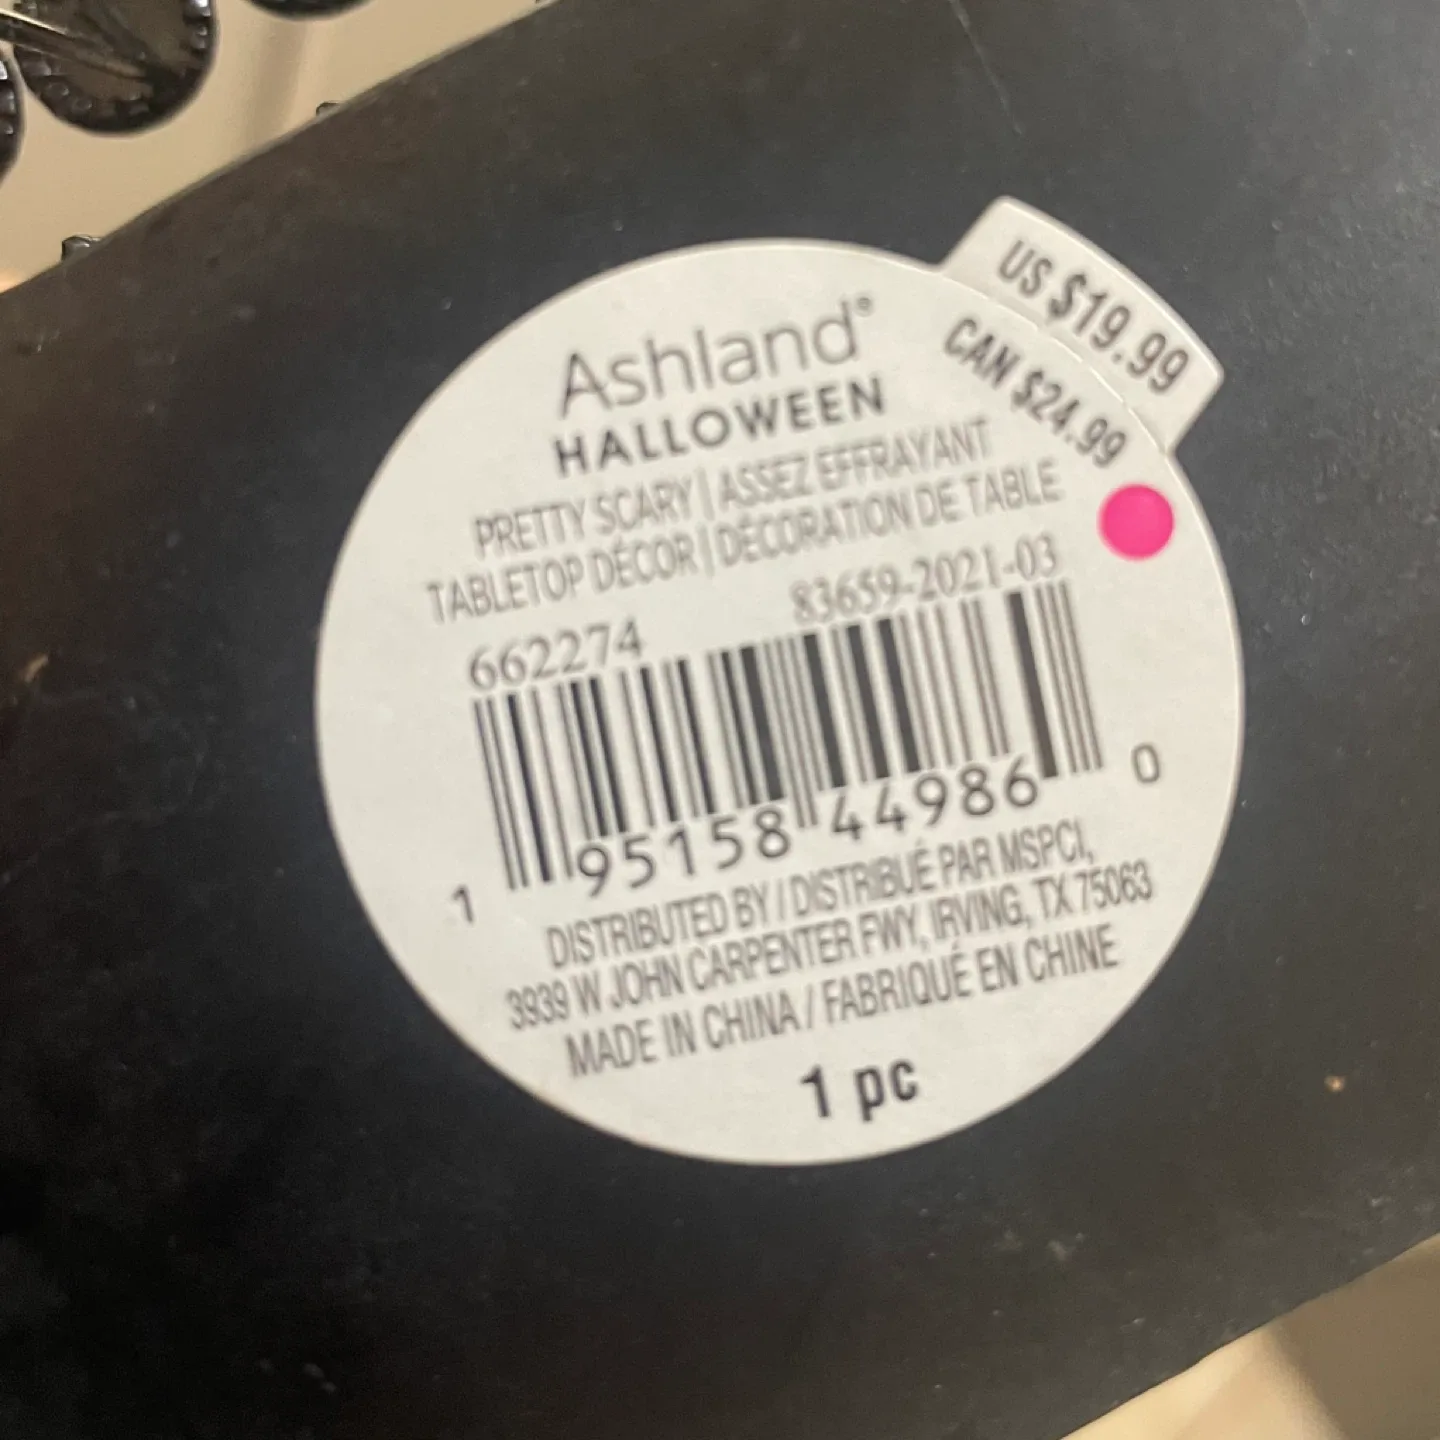 US $19.99
CAN $24.99
Ashland®
HALLOWEEN
PRETTY SCARY | ASSEZ EFFRAYANT
TABLETOP DÉCOR | DÉCORATION DE TABLE
662274 83659-2021-03
1 95158 44986 0
DISTRIBUTED BY / DISTRIBUÉ PAR MSPCI,
3939 W JOHN CARPENTER FWY, IRVING, TX 75063
MADE IN CHINA / FABRIQUÉ EN CHINE
1 pc